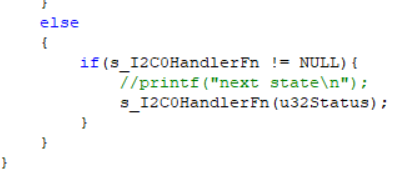 }
else
{
if(s_I2C0HandlerFn != NULL){
//printf("next state\n");
s_I2C0HandlerFn(u32Status);
}
}
}